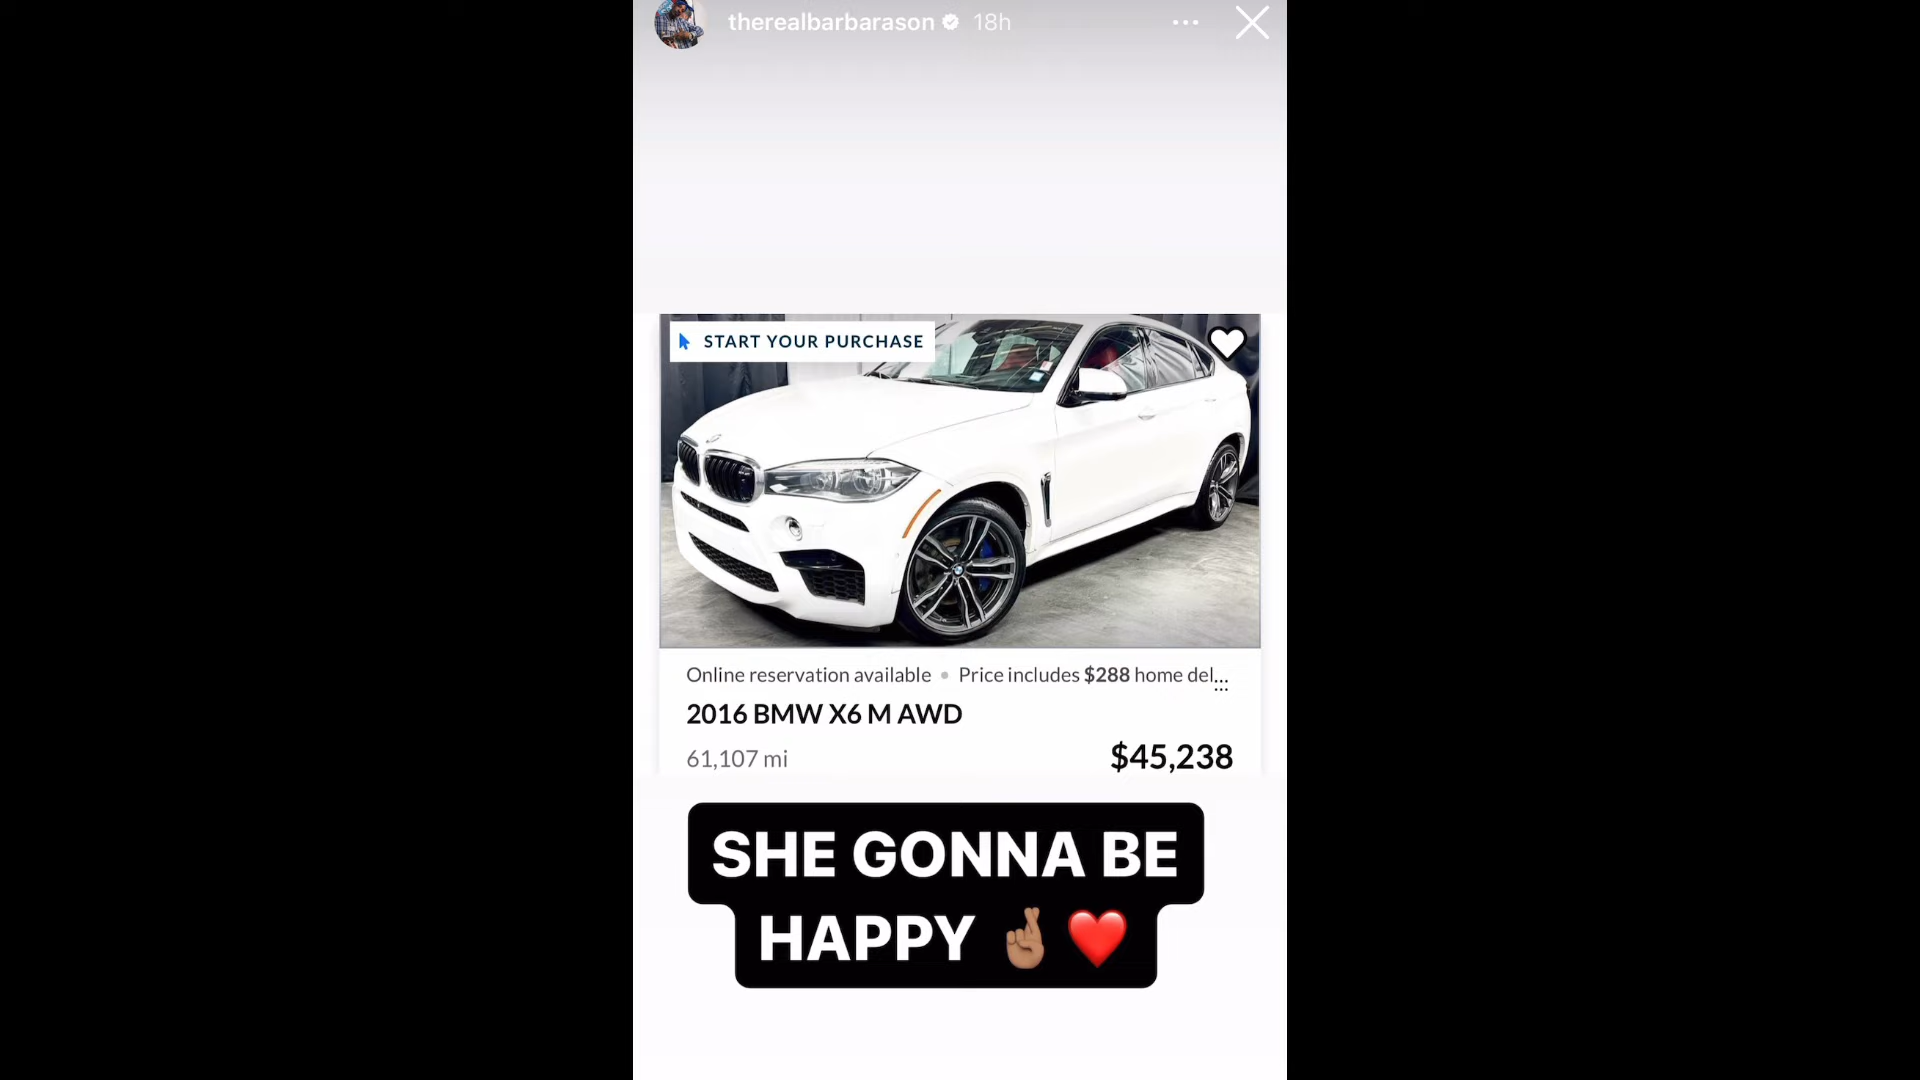 therealbarbarason 18h
START YOUR PURCHASE
Online reservation available • Price includes $288 home del...
2016 BMW X6 M AWD
61,107 mi $45,238
SHE GONNA BE
HAPPY 🤞🏽❤️